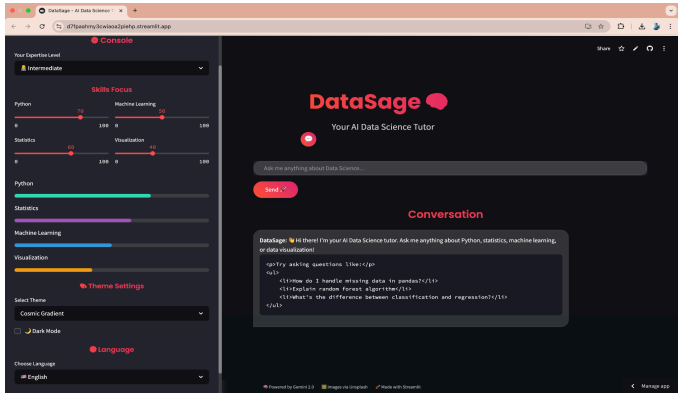 DataSage - AI Data Science T
d7fpaahmy3cwiaox2piehp.streamlit.app
Console
Your Expertise Level
Intermediate
Skills Focus
Python
Machine Learning
70
50
0 100
0 100
Statistics
Visualization
60
40
0 100
0 100
Python
Statistics
Machine Learning
Visualization
Theme Settings
Select Theme
Cosmic Gradient
Dark Mode
Language
Choose Language
English
Share
DataSage
Your AI Data Science Tutor
Ask me anything about Data Science...
Send
Conversation
DataSage: 👋 Hi there! I'm your AI Data Science tutor. Ask me anything about Python, statistics, machine learning,
or data visualization!
<p>Try asking questions like:</p>
<ul>
<li>How do I handle missing data in pandas?</li>
<li>Explain random forest algorithm</li>
<li>What's the difference between classification and regression?</li>
</ul>
Powered by Gemini 2.0
Images via Unsplash
Made with Streamlit
Manage app